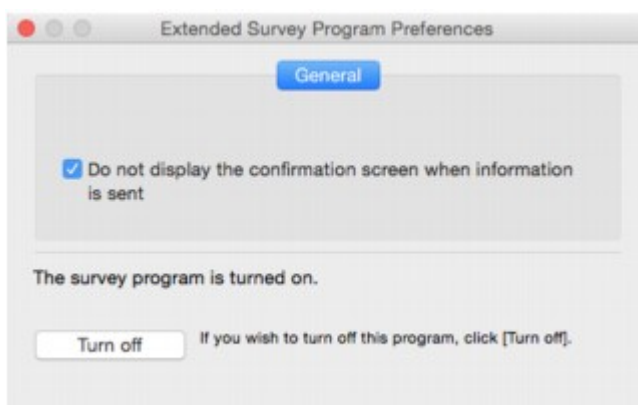 Extended Survey Program Preferences
General
Do not display the confirmation screen when information
is sent
The survey program is turned on.
Turn off
If you wish to turn off this program, click [Turn off].